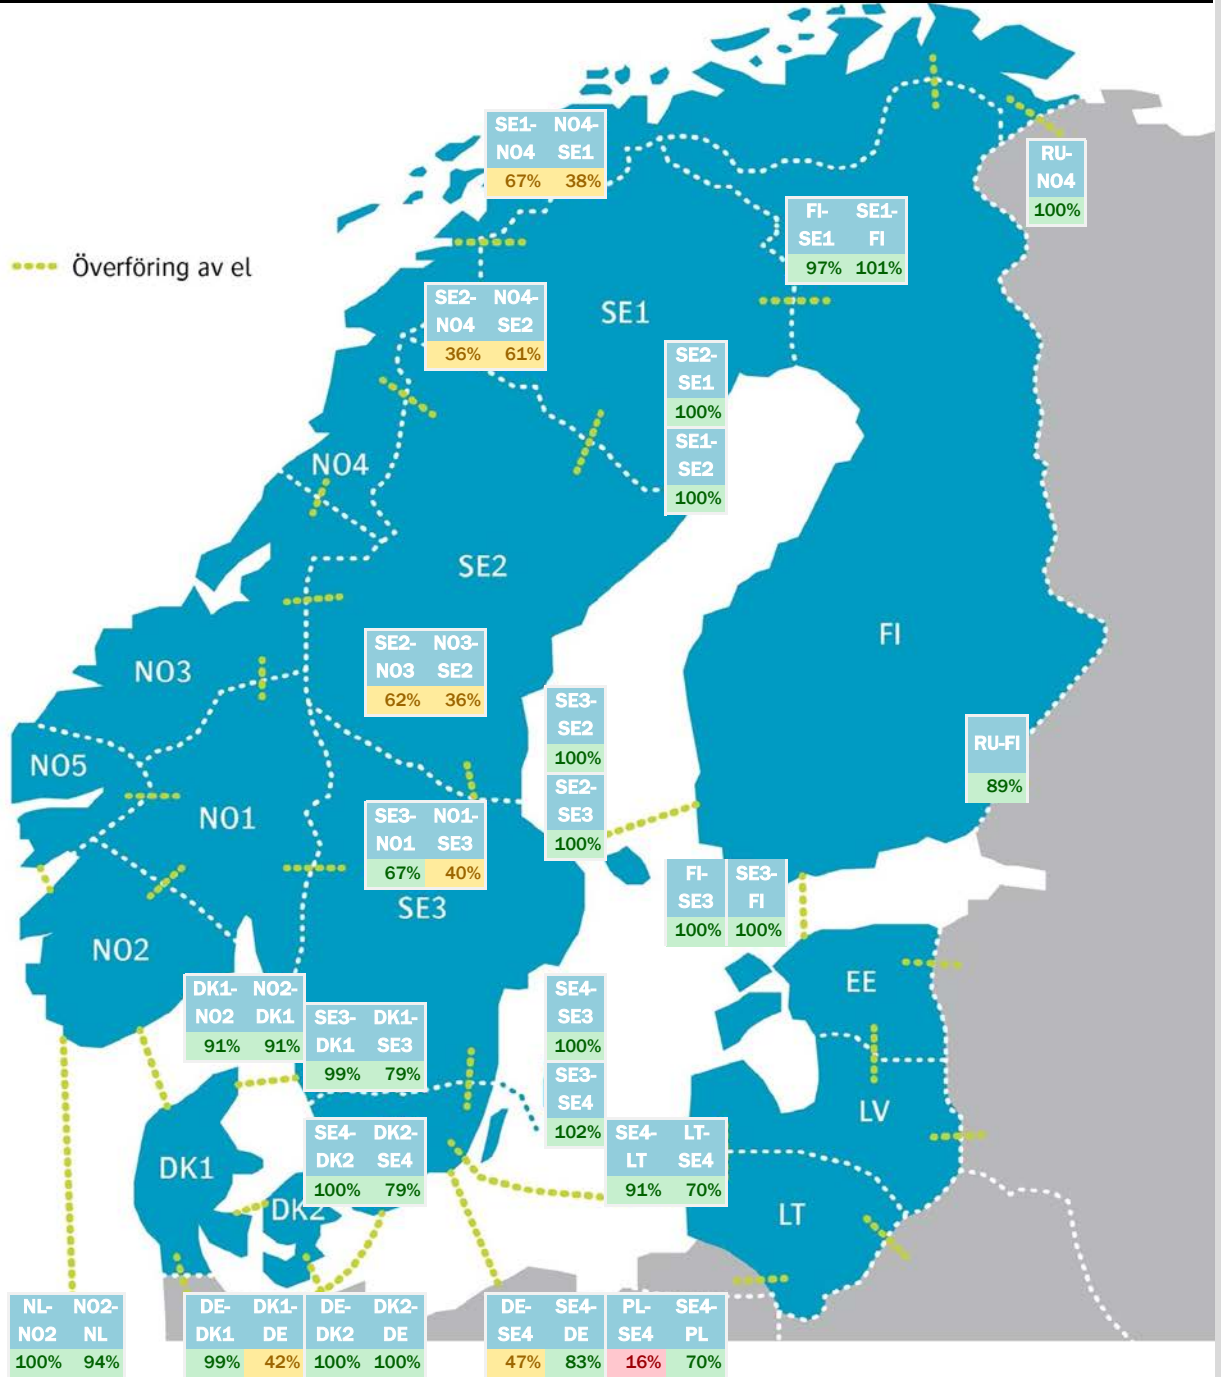 SE1- NO4-
NO4 SE1
67% 38%
RU-
NO4
100%
FI- SE1-
SE1 FI
97% 101%
Överföring av el
SE2- NO4-
NO4 SE2
36% 61%
SE1
SE2-
SE1
100%
SE1-
SE2
100%
NO4
SE2
FI
SE2- NO3-
NO3 SE2
62% 36%
NO3
SE3-
SE2
100%
SE2-
SE3
100%
RU-FI
89%
NO5
NO1
SE3- NO1-
NO1 SE3
67% 40%
SE3
FI- SE3-
SE3 FI
100% 100%
NO2
EE
DK1- NO2-
NO2 DK1
91% 91%
SE3- DK1-
DK1 SE3
99% 79%
SE4-
SE3
100%
SE3-
SE4
102%
LV
SE4- DK2-
DK2 SE4
100% 79%
SE4- LT-
LT SE4
91% 70%
DK1
DK2
LT
NL- NO2-
NO2 NL
100% 94%
DE- DK1- DE- DK2-
DK1 DE DK2 DE
99% 42% 100% 100%
DE- SE4- PL- SE4-
SE4 DE SE4 PL
47% 83% 16% 70%